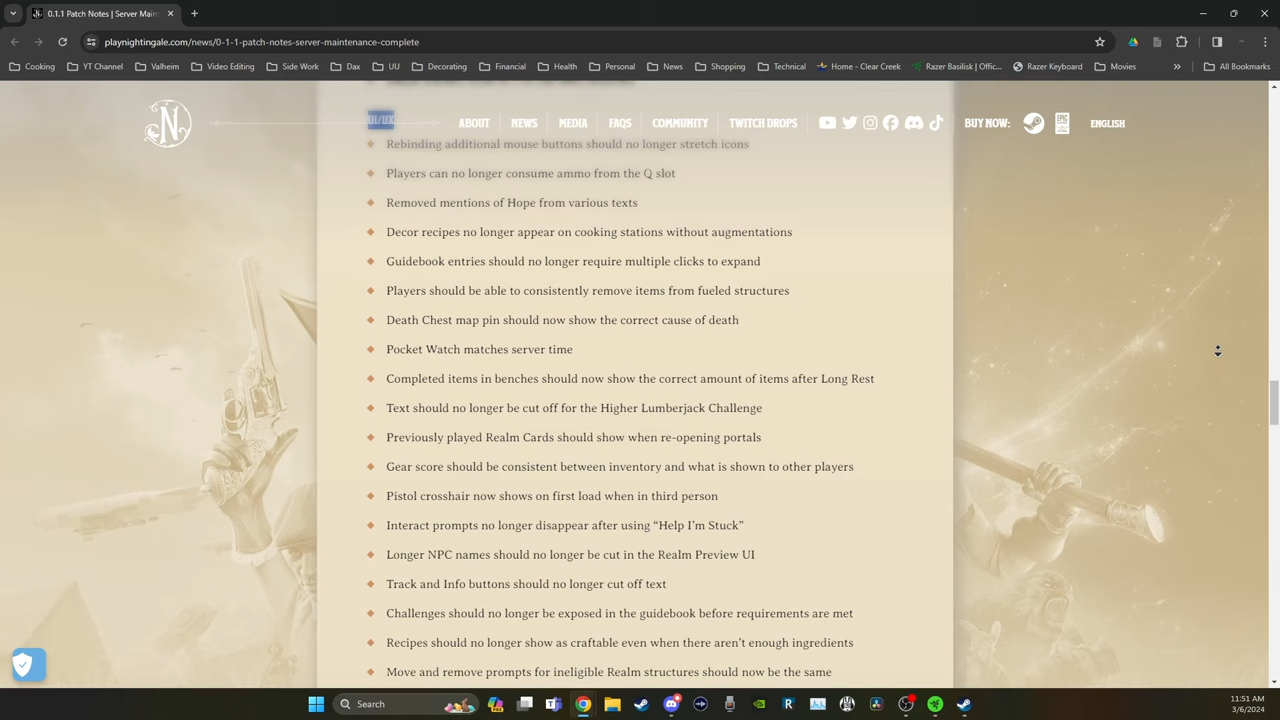 0.1.1 Patch Notes | Server Main
playnightingale.com/news/0-1-1-patch-notes-server-maintenance-complete
Cooking YT Channel Valheim Video Editing Side Work Dax UU Decorating Financial Health Personal News Shopping Technical Home - Clear Creek Razer Basilisk | Offic... Razer Keyboard Movies » All Bookmarks
N ABOUT NEWS MEDIA FAQS COMMUNITY TWITCH DROPS BUY NOW: ENGLISH
UI/UX
Rebinding additional mouse buttons should no longer stretch icons
Players can no longer consume ammo from the Q slot
Removed mentions of Hope from various texts
Decor recipes no longer appear on cooking stations without augmentations
Guidebook entries should no longer require multiple clicks to expand
Players should be able to consistently remove items from fueled structures
Death Chest map pin should now show the correct cause of death
Pocket Watch matches server time
Completed items in benches should now show the correct amount of items after Long Rest
Text should no longer be cut off for the Higher Lumberjack Challenge
Previously played Realm Cards should show when re-opening portals
Gear score should be consistent between inventory and what is shown to other players
Pistol crosshair now shows on first load when in third person
Interact prompts no longer disappear after using “Help I’m Stuck”
Longer NPC names should no longer be cut in the Realm Preview UI
Track and Info buttons should no longer cut off text
Challenges should no longer be exposed in the guidebook before requirements are met
Recipes should no longer show as craftable even when there aren’t enough ingredients
Move and remove prompts for ineligible Realm structures should now be the same
Search
11:51 AM
3/6/2024